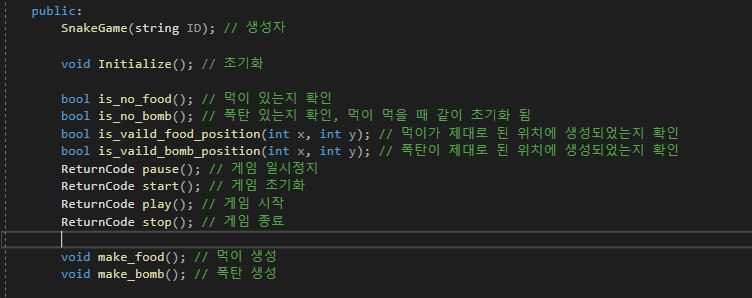 public:
SnakeGame(string ID); // 생성자
void Initialize(); // 초기화
bool is_no_food(); // 먹이 있는지 확인
bool is_no_bomb(); // 폭탄 있는지 확인, 먹이 먹을 때 같이 초기화 됨
bool is_vaild_food_position(int x, int y); // 먹이가 제대로 된 위치에 생성되었는지 확인
bool is_vaild_bomb_position(int x, int y); // 폭탄이 제대로 된 위치에 생성되었는지 확인
ReturnCode pause(); // 게임 일시정지
ReturnCode start(); // 게임 초기화
ReturnCode play(); // 게임 시작
ReturnCode stop(); // 게임 종료
void make_food(); // 먹이 생성
void make_bomb(); // 폭탄 생성